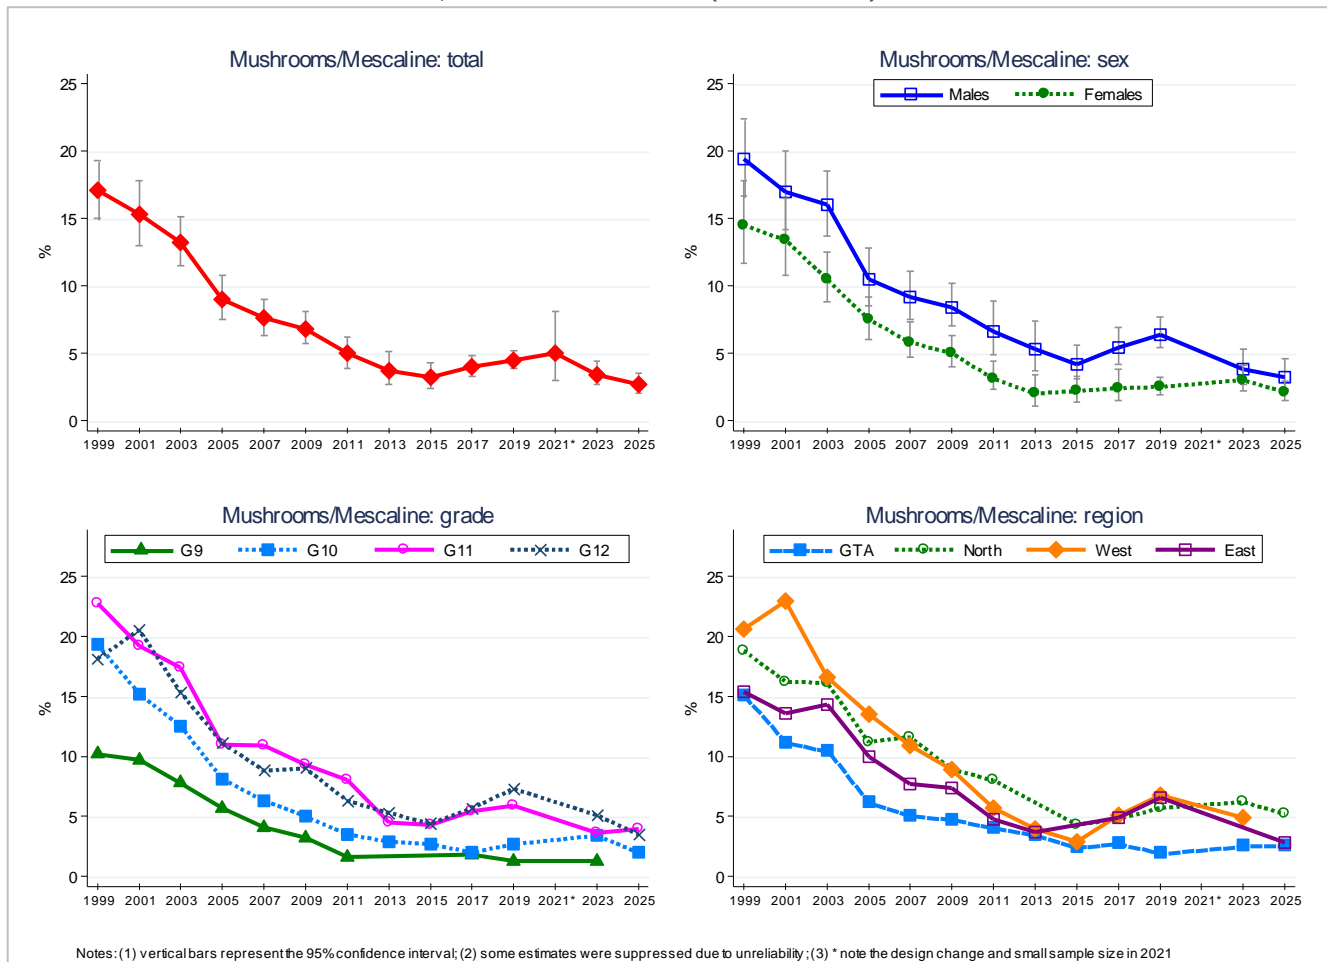 Mushrooms/Mescaline: total
25
20
15
10
5
0
%
1999 2001 2003 2005 2007 2009 2011 2013 2015 2017 2019 2021* 2023 2025
Mushrooms/Mescaline: sex
Males Females
25
20
15
10
5
0
%
1999 2001 2003 2005 2007 2009 2011 2013 2015 2017 2019 2021* 2023 2025
Mushrooms/Mescaline: grade
G9 G10 G11 G12
25
20
15
10
5
0
%
1999 2001 2003 2005 2007 2009 2011 2013 2015 2017 2019 2021* 2023 2025
Mushrooms/Mescaline: region
GTA North West East
25
20
15
10
5
0
%
1999 2001 2003 2005 2007 2009 2011 2013 2015 2017 2019 2021* 2023 2025
Notes: (1) vertical bars represent the 95% confidence interval; (2) some estimates were suppressed due to unreliability; (3) * note the design change and small sample size in 2021